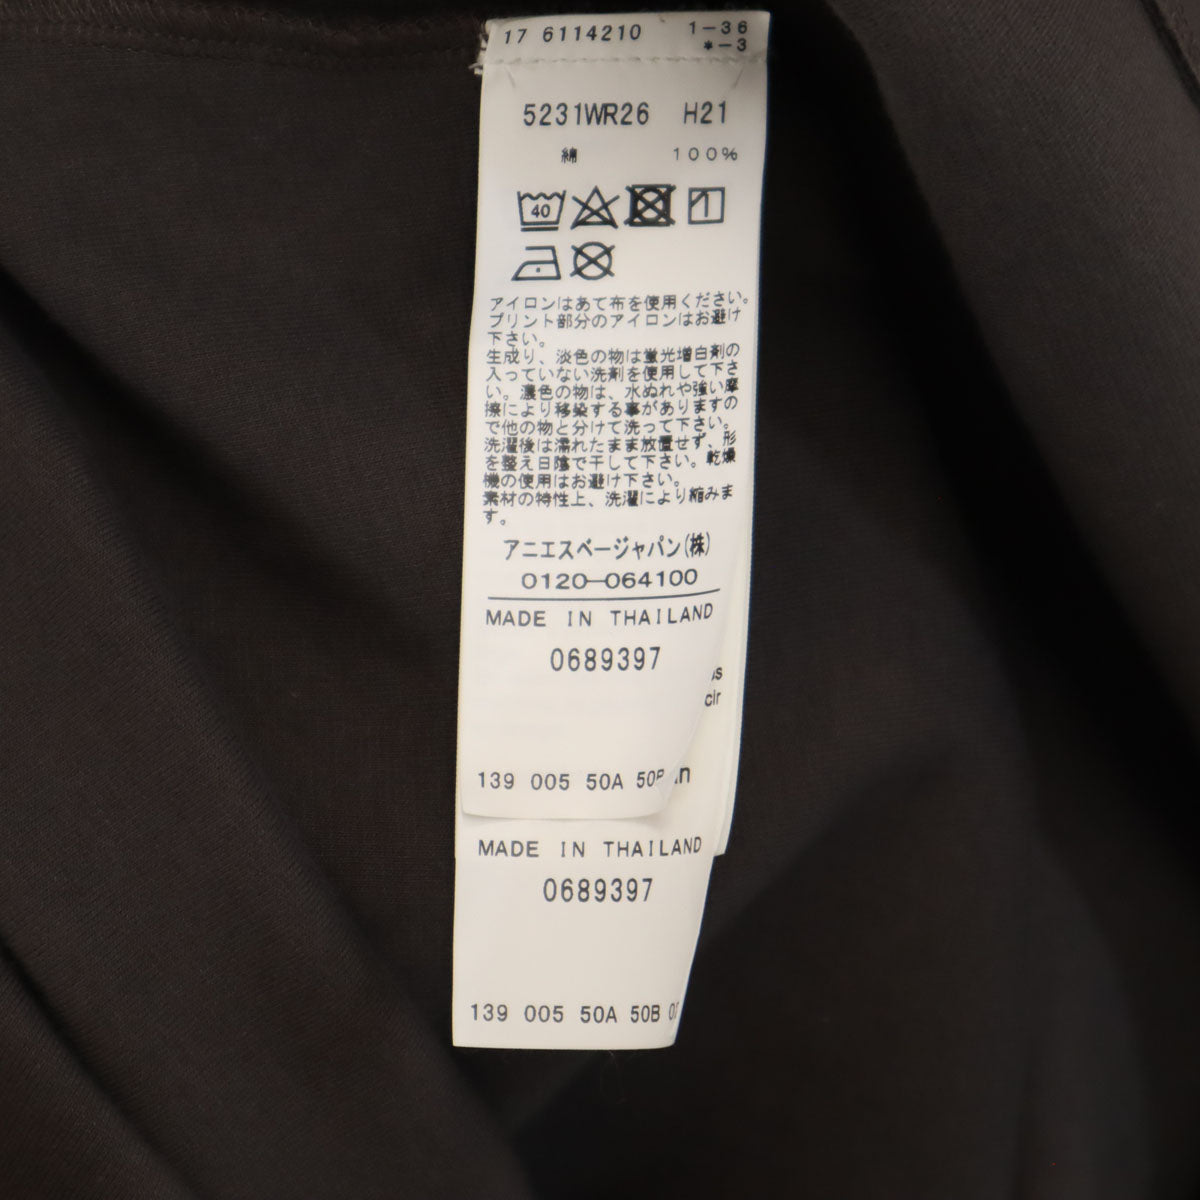 17 6114210 1-36
*-3
5231WR26 H21
綿 100%
40
アイロンはあて布を使用ください。
プリント部分のアイロンはお避け
下さい。
生成り、淡色の物は蛍光増白剤の
入っていない洗剤を使用して下さ
い。濃色の物は、水ぬれや強い摩
擦により移染する事がありますの
で他の物と分けて洗って下さい。
洗濯後は濡れたまま放置せず、形
を整え日陰で干して下さい。乾燥
機の使用はお避け下さい。
素材の特性上、洗濯により縮みま
す。
アニエスベージャパン(株)
0120-064100
MADE IN THAILAND
0689397
cir
139 005 50A 50B
MADE IN THAILAND
0689397
139 005 50A 50B